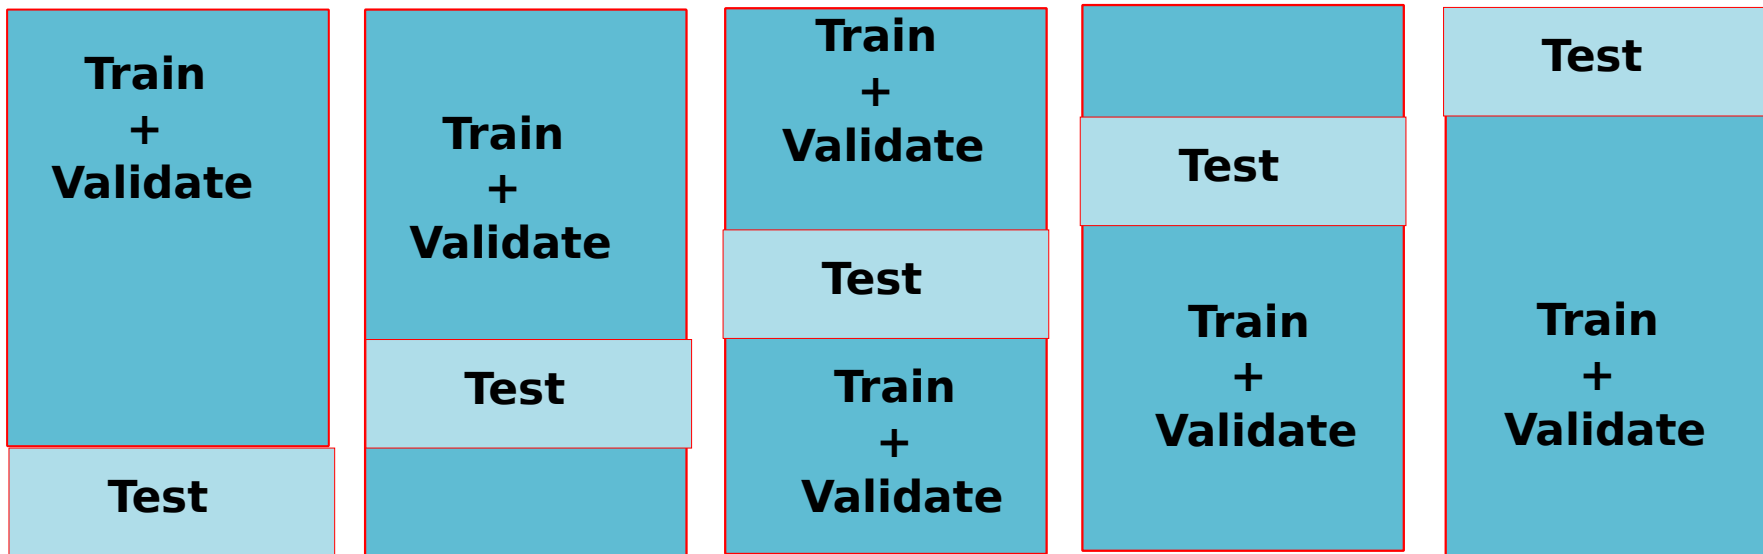 Train
+
Validate
Test
Train
+
Validate
Test
Train
+
Validate
Test
Train
+
Validate
Test
Train
+
Validate
Test
Train
+
Validate